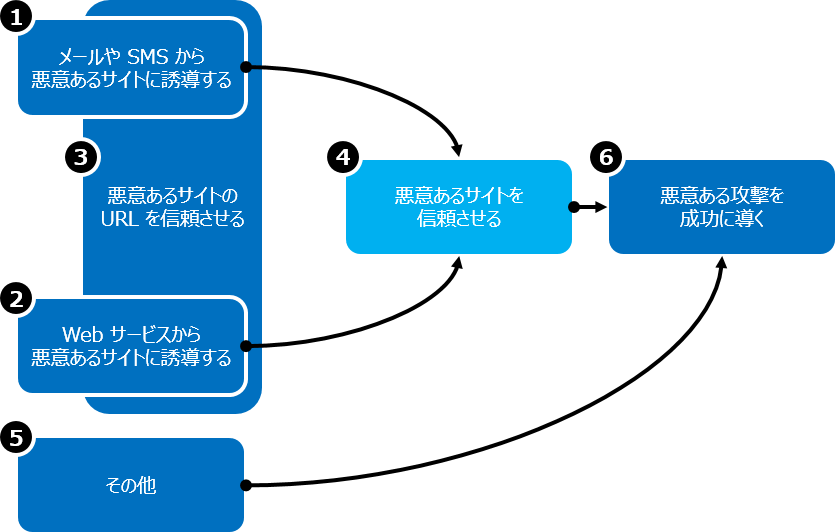 1
メールや SMS から
悪意あるサイトに誘導する
3
悪意あるサイトの
URL を信頼させる
2
Web サービスから
悪意あるサイトに誘導する
4
悪意あるサイトを
信頼させる
6
悪意ある攻撃を
成功に導く
5
その他